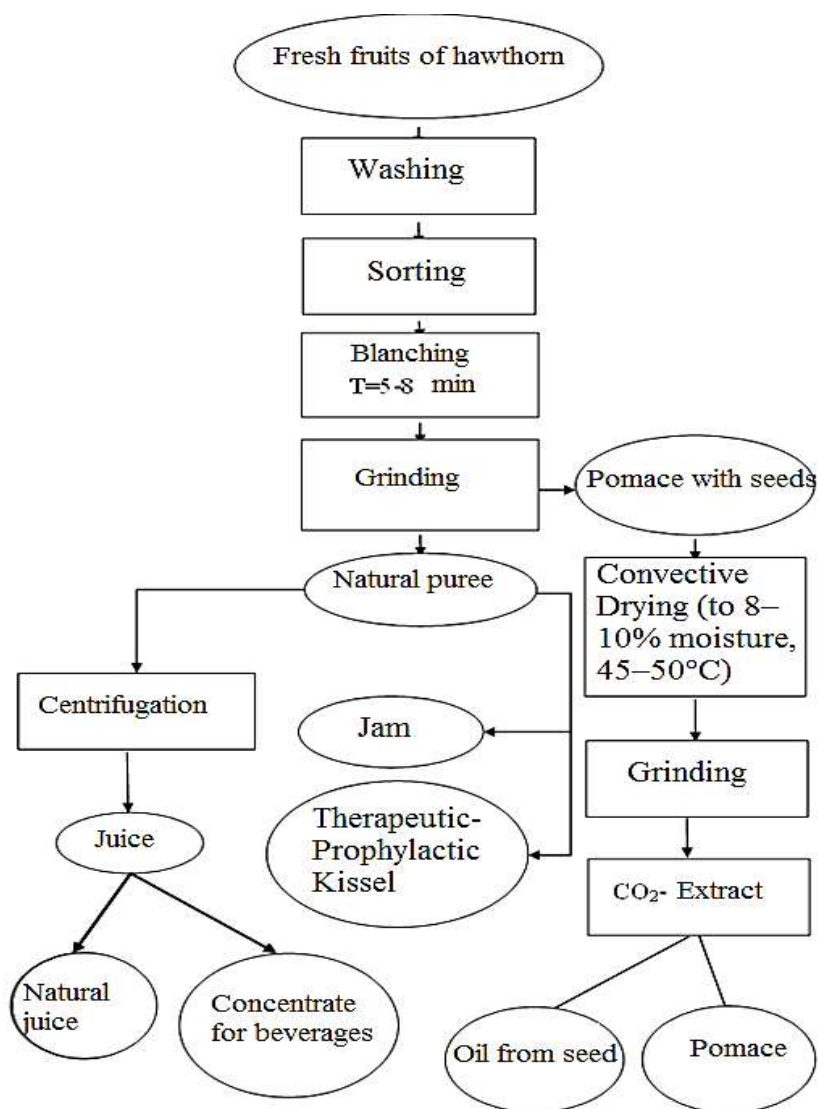 Fresh fruits of hawthorn
Washing
Sorting
Blanching
T=5-8 min
Grinding
Pomace with seeds
Natural puree
Convective
Drying (to 8–
10% moisture,
45–50°C)
Centrifugation
Jam
Grinding
Therapeutic-
Prophylactic
Kissel
Juice
CO₂- Extract
Natural
juice
Concentrate
for beverages
Oil from seed
Pomace